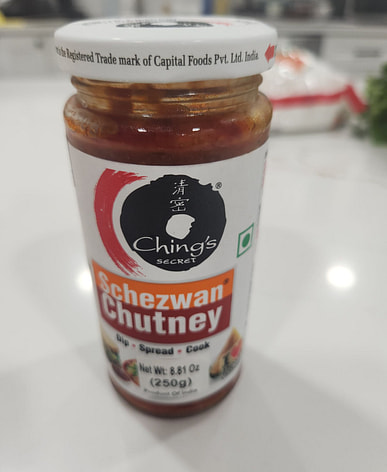 the Registered Trade mark of Capital Foods Pvt. Ltd. India.
清
密
®
Ching's
SECRET
Schezwan®
Chutney
Dip • Spread • Cook
Net Wt: 8.81 Oz
(250g)
Product Of India